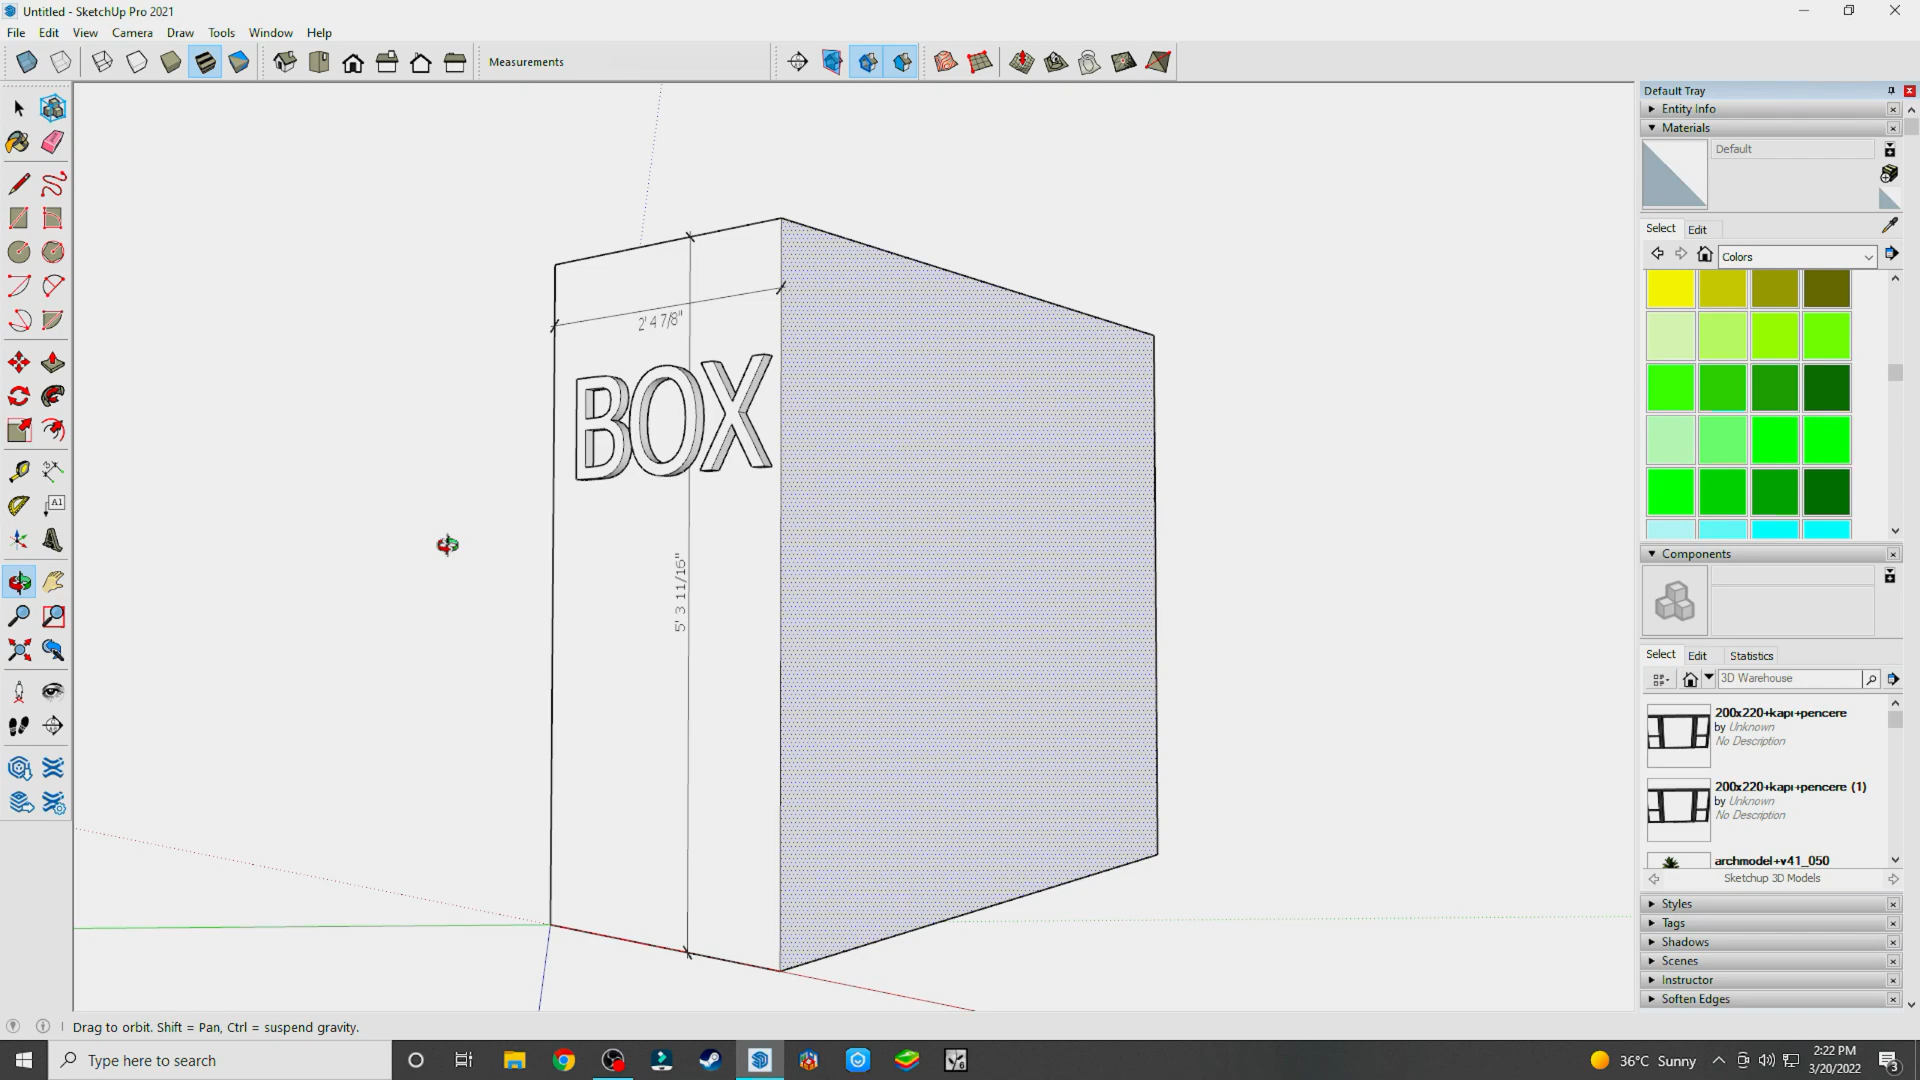 Untitled - SketchUp Pro 2021
File Edit View Camera Draw Tools Window Help
Measurements
Default Tray
Entity Info
Materials
Default
Select Edit
Colors
2' 4 7/8"
BOX
5' 3 11/16"
A1
Components
Select Edit Statistics
3D Warehouse
200x220+kapı+pencere
by Unknown
No Description
200x220+kapı+pencere (1)
by Unknown
No Description
archmodel+v41_050
Sketchup 3D Models
Styles
Tags
Shadows
Scenes
Instructor
Soften Edges
Drag to orbit. Shift = Pan, Ctrl = suspend gravity.
Type here to search
36°C Sunny
2:22 PM
3/20/2022
3